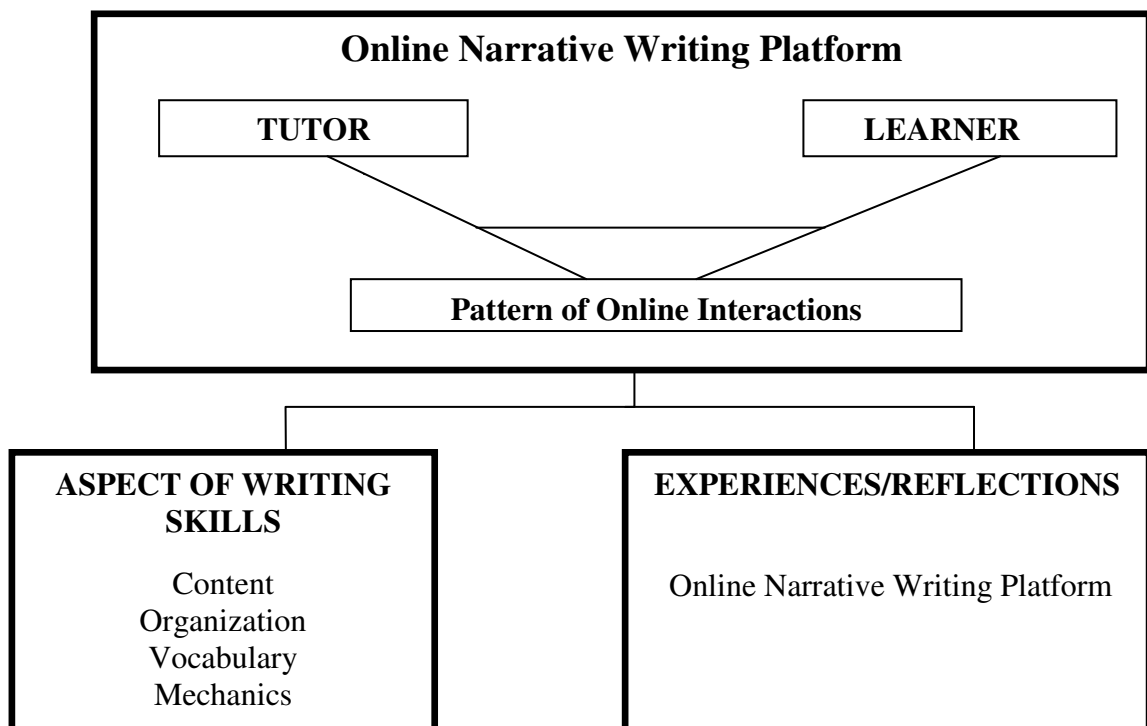 Online Narrative Writing Platform
TUTOR
LEARNER
Pattern of Online Interactions
ASPECT OF WRITING
SKILLS
Content
Organization
Vocabulary
Mechanics
EXPERIENCES/REFLECTIONS
Online Narrative Writing Platform